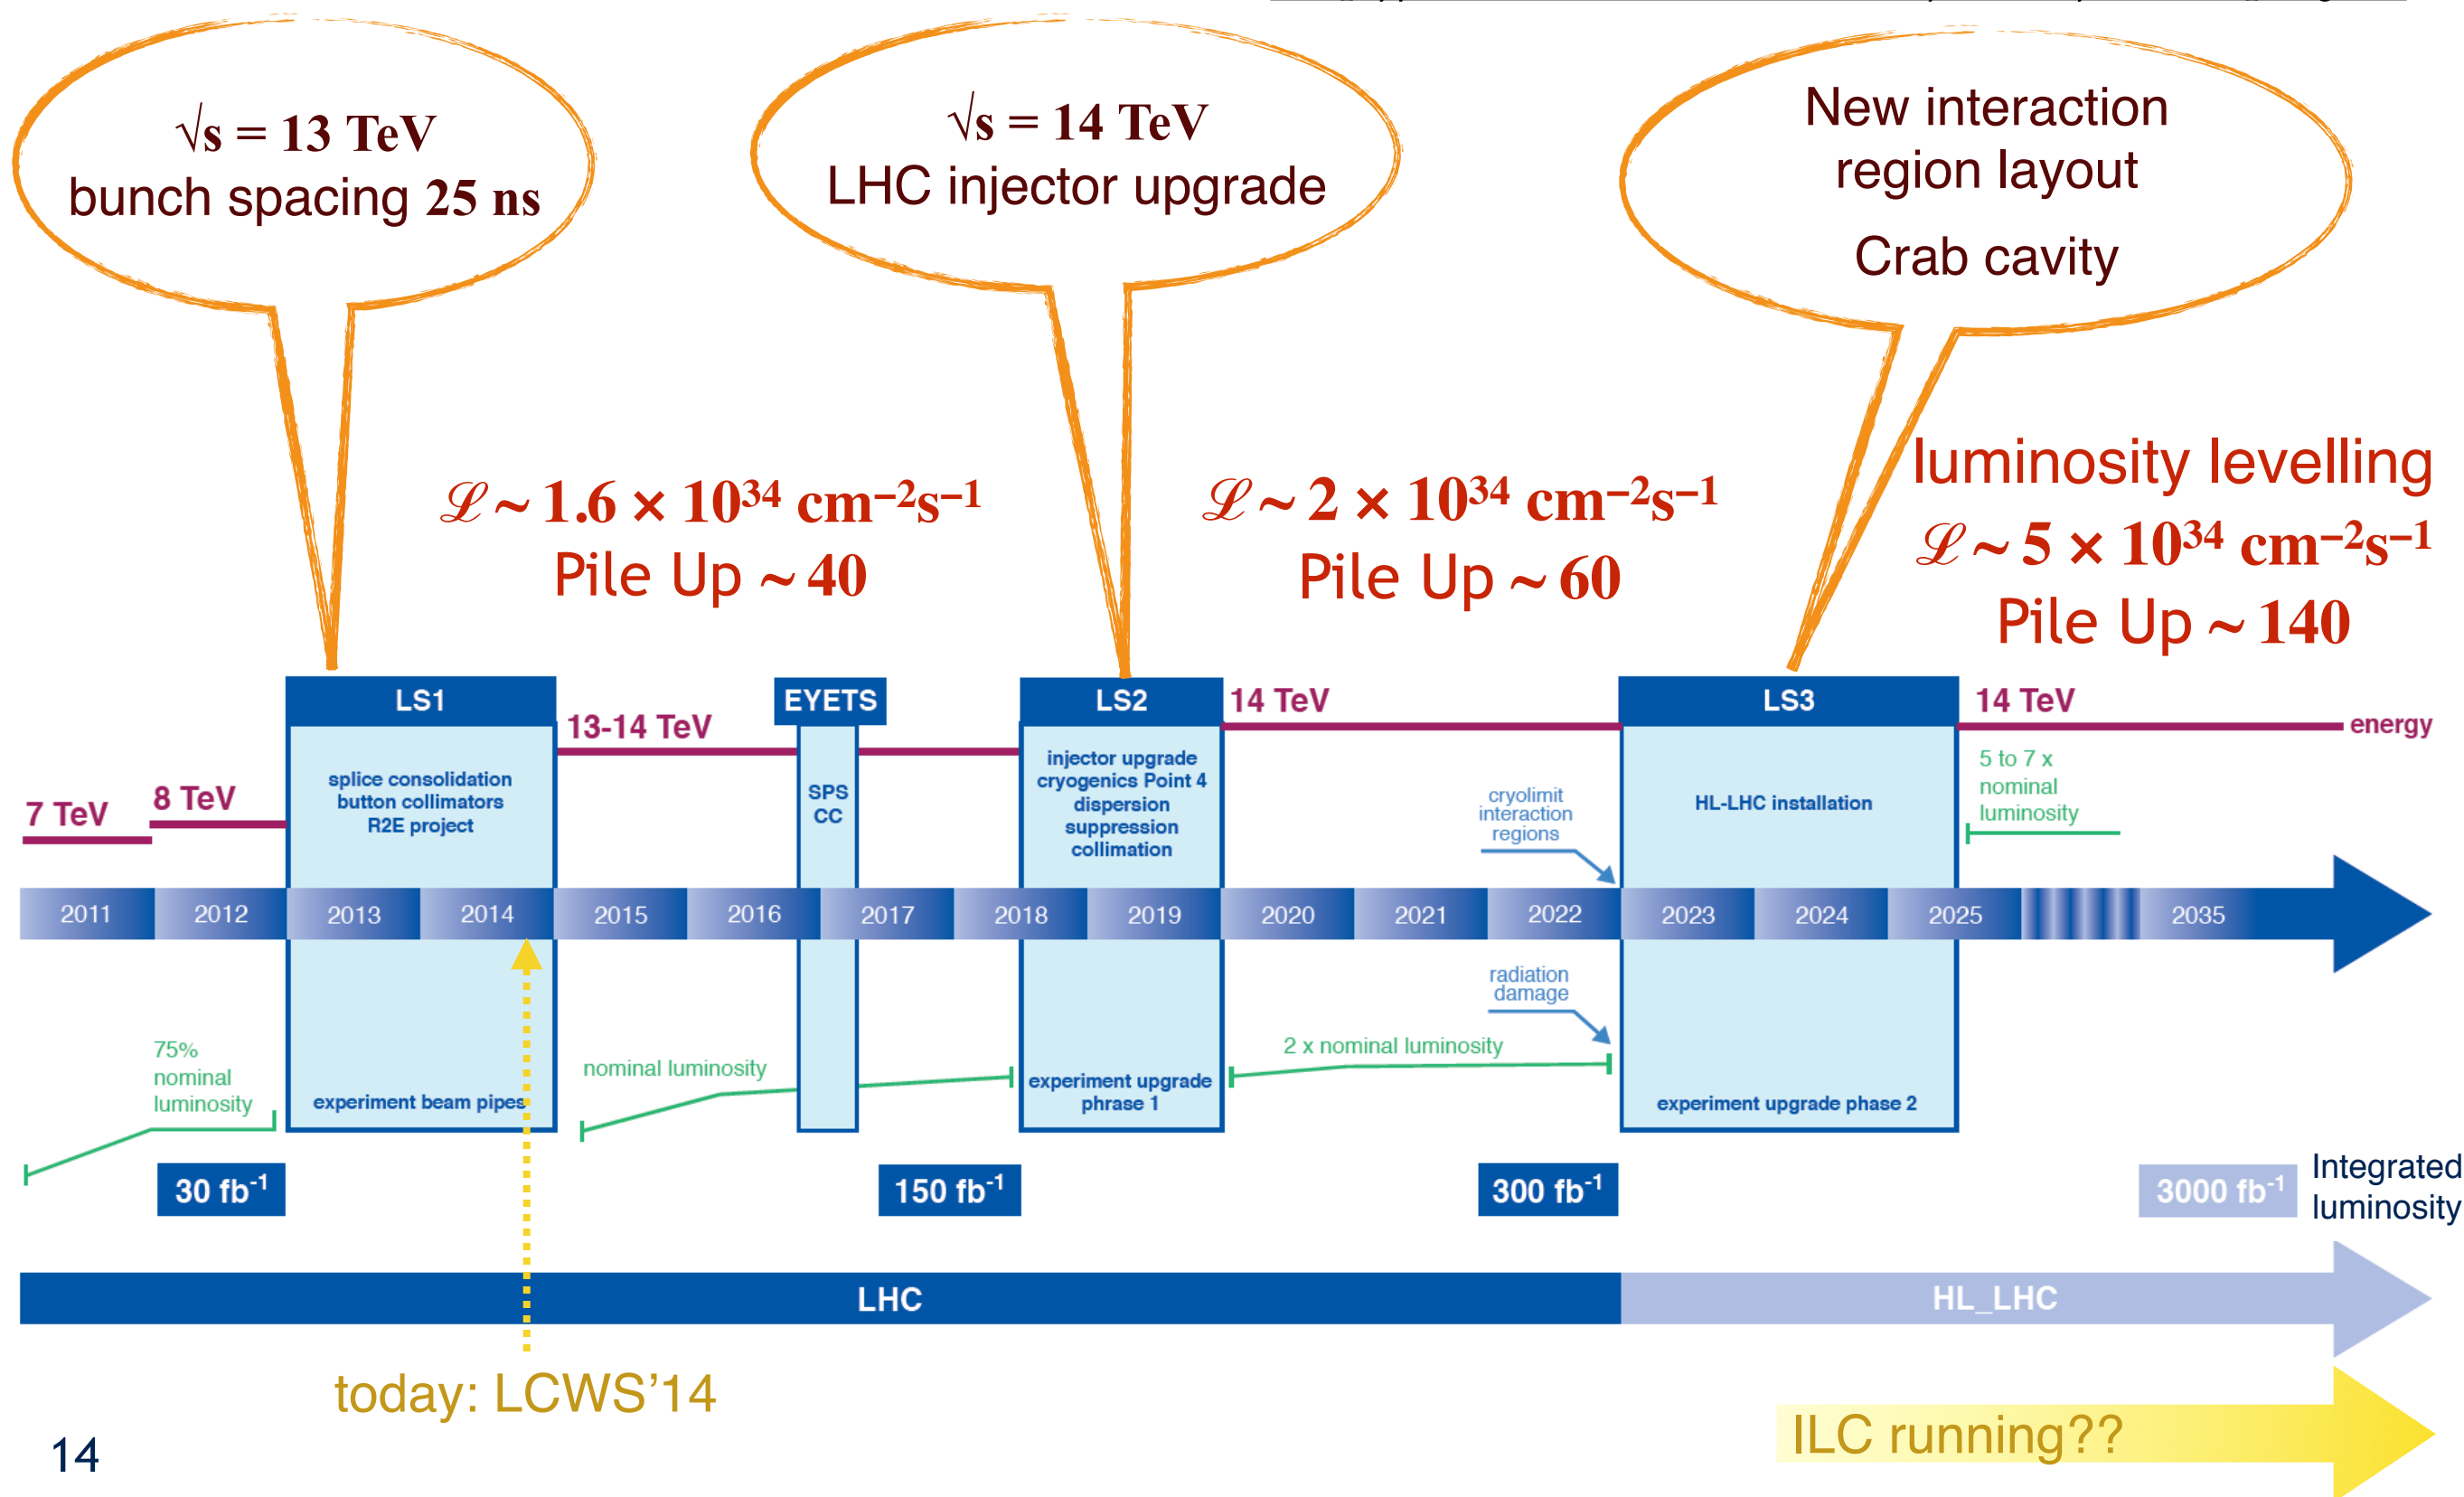 √s = 13 TeV
bunch spacing 25 ns
√s = 14 TeV
LHC injector upgrade
New interaction
region layout
Crab cavity
ℒ ~ 1.6 × 10³⁴ cm⁻²s⁻¹
Pile Up ~ 40
ℒ ~ 2 × 10³⁴ cm⁻²s⁻¹
Pile Up ~ 60
luminosity levelling
ℒ ~ 5 × 10³⁴ cm⁻²s⁻¹
Pile Up ~ 140
LS1
EYETS
LS2
LS3
7 TeV
8 TeV
13-14 TeV
14 TeV
14 TeV
energy
splice consolidation
button collimators
R2E project
SPS
CC
injector upgrade
cryogenics Point 4
dispersion
suppression
collimation
cryolimit
interaction
regions
HL-LHC installation
5 to 7 x
nominal
luminosity
2011 2012 2013 2014 2015 2016 2017 2018 2019 2020 2021 2022 2023 2024 2025 2035
radiation
damage
75%
nominal
luminosity
experiment beam pipes
nominal luminosity
experiment upgrade
phrase 1
2 x nominal luminosity
experiment upgrade phase 2
30 fb⁻¹
150 fb⁻¹
300 fb⁻¹
3000 fb⁻¹
Integrated
luminosity
LHC
HL_LHC
today: LCWS’14
ILC running??
14